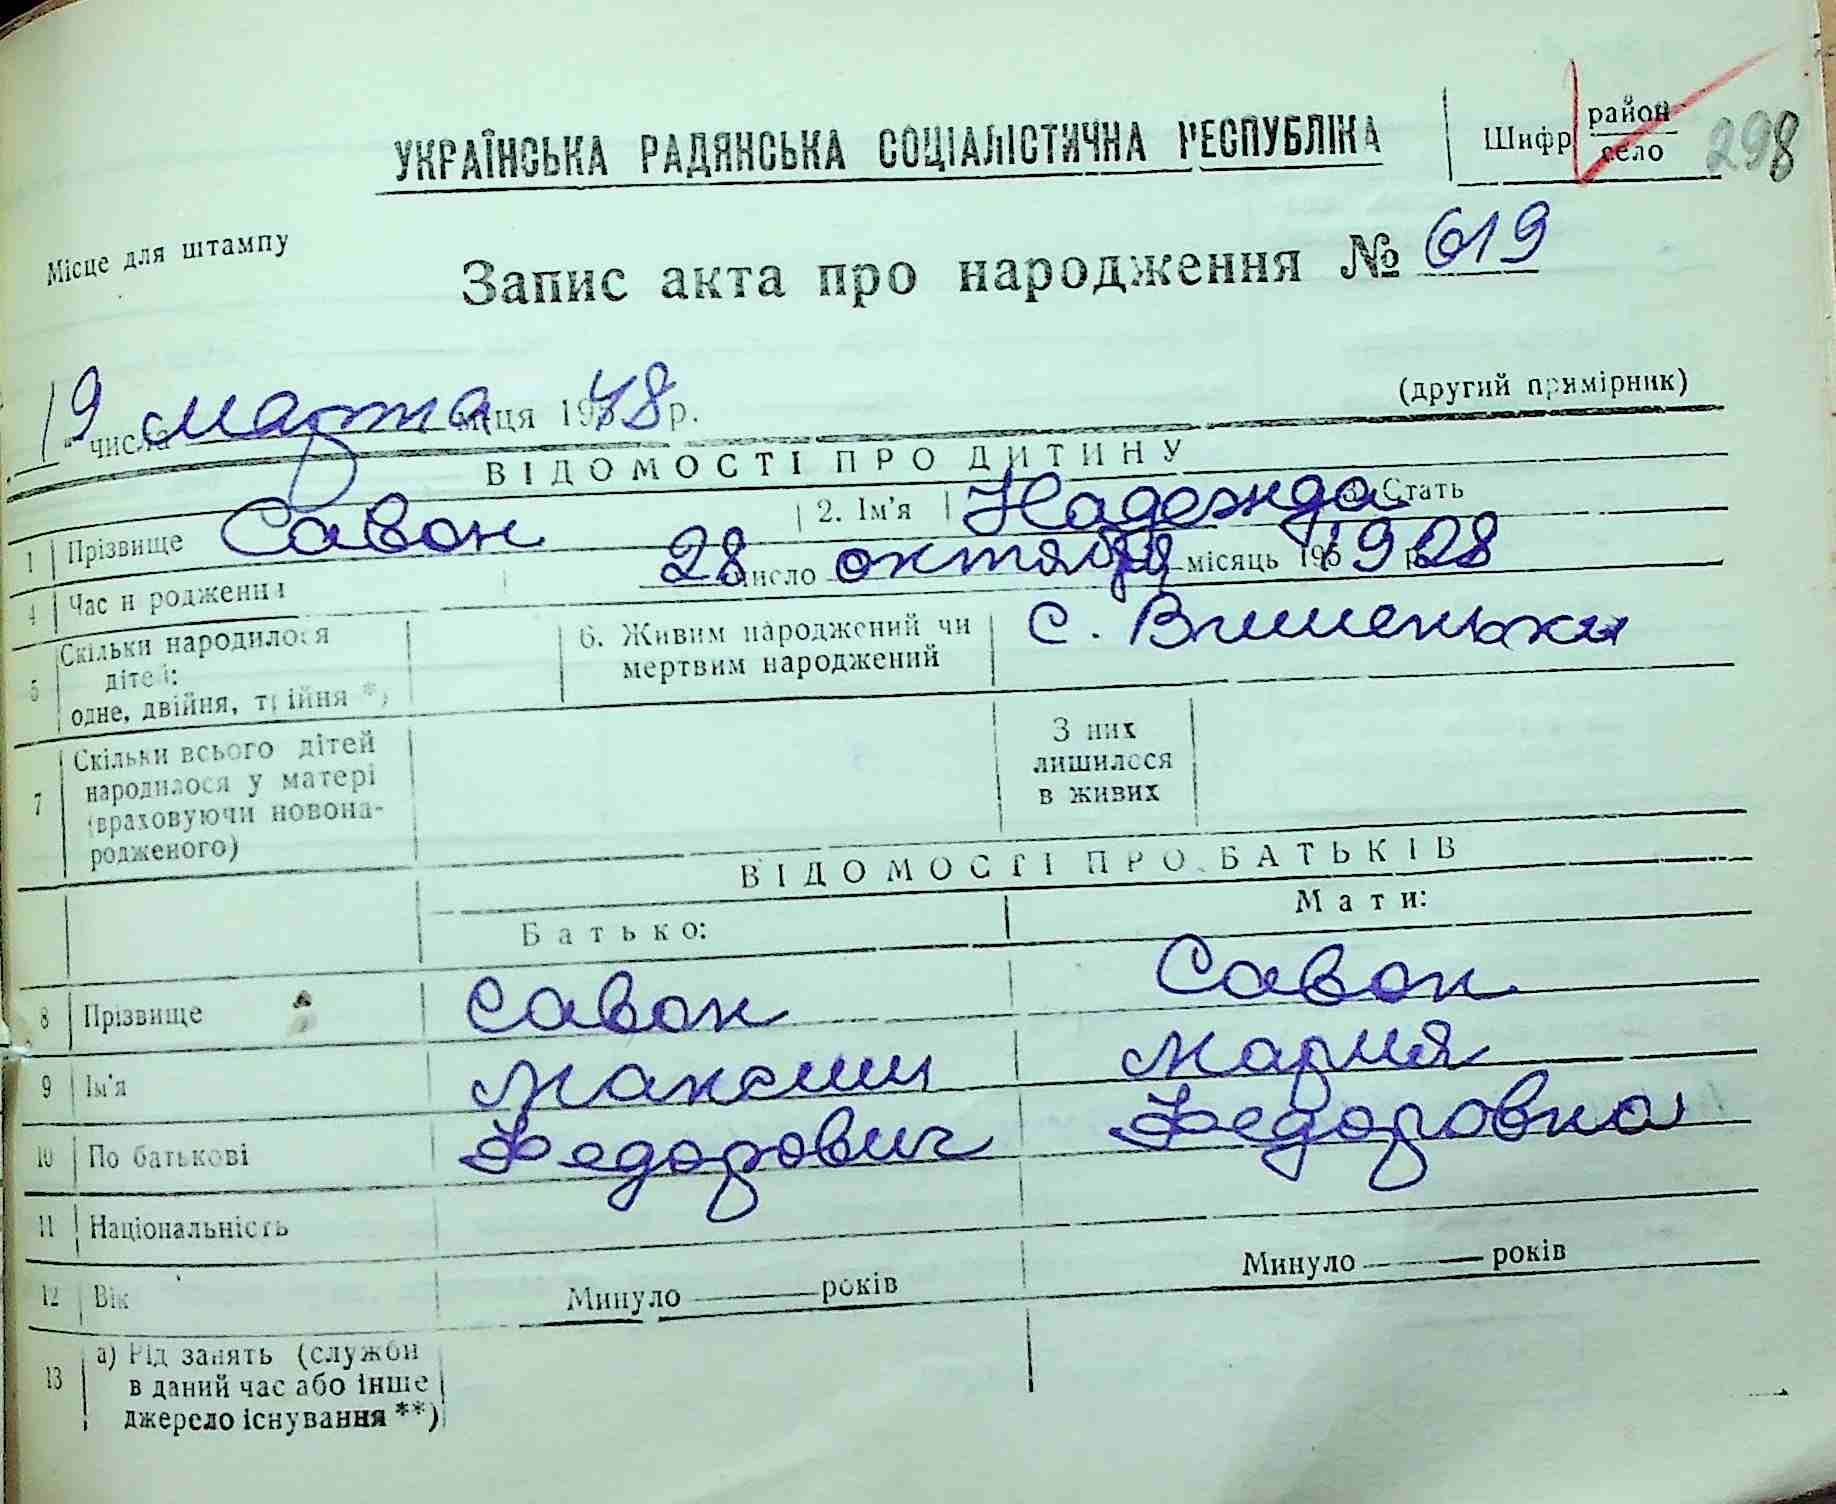 УКРАЇНСЬКА РАДЯНСЬКА СОЦІАЛІСТИЧНА РЕСПУБЛІКА
Шифр район
село 298
Місце для штампу
Запис акта про народження № 619
(другий примірник)
19 числа марта місяця 1948 р.
ВІДОМОСТІ ПРО ДИТИНУ
1 Прізвище Савон 2. Ім'я Надежда 3. Стать
4 Час народження 28 число октября місяць 195 1928 р.
5 Скільки народилося
дітей:
одне, двійня, трійня *)
6. Живим народжений чи
мертвим народжений
с. Вишеньки
7 Скільки всього дітей
народилося у матері
(враховуючи новона-
родженого)
З них
лишилося
в живих
ВІДОМОСТІ ПРО БАТЬКІВ
Батько: Мати:
8 Прізвище Савон Савон
9 Ім'я Максим Мария
10 По батькові Федорович Федоровна
11 Національність
12 Вік Минуло років Минуло років
13 а) Рід занять (служби
в даний час або інше
джерело існування **)